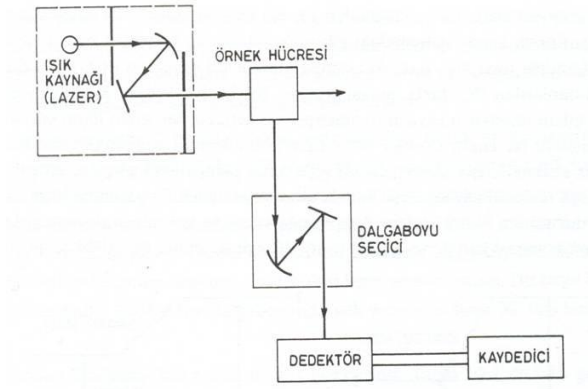 IŞIK
KAYNAĞI
(LAZER)
ÖRNEK HÜCRESİ
DALGABOYU
SEÇİCİ
DEDEKTÖR
KAYDEDİCİ